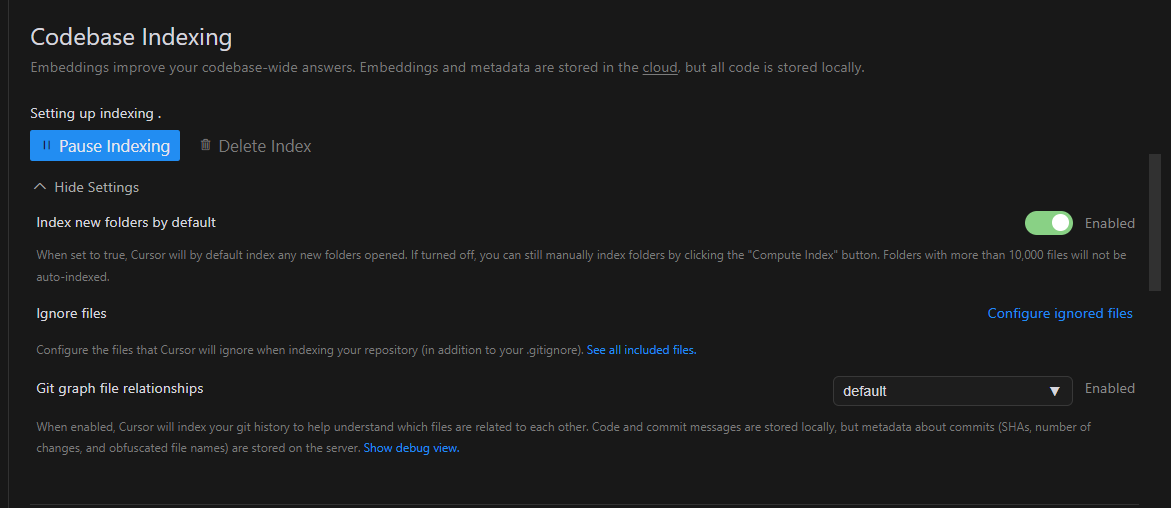 Codebase Indexing
Embeddings improve your codebase-wide answers. Embeddings and metadata are stored in the cloud, but all code is stored locally.
Setting up indexing .
Pause Indexing Delete Index
Hide Settings
Index new folders by default Enabled
When set to true, Cursor will by default index any new folders opened. If turned off, you can still manually index folders by clicking the "Compute Index" button. Folders with more than 10,000 files will not be
auto-indexed.
Ignore files Configure ignored files
Configure the files that Cursor will ignore when indexing your repository (in addition to your .gitignore). See all included files.
Git graph file relationships default Enabled
When enabled, Cursor will index your git history to help understand which files are related to each other. Code and commit messages are stored locally, but metadata about commits (SHAs, number of
changes, and obfuscated file names) are stored on the server. Show debug view.